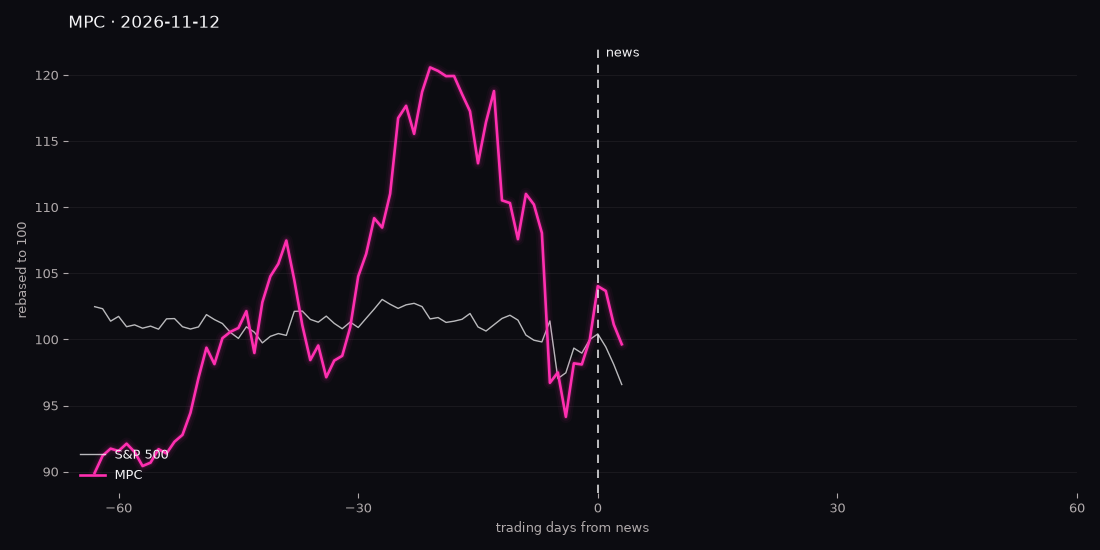 MPC · 2026-11-12
news
rebased to 100
120
115
110
105
100
95
90
S&P 500
MPC
−60
−30
0
30
60
trading days from news